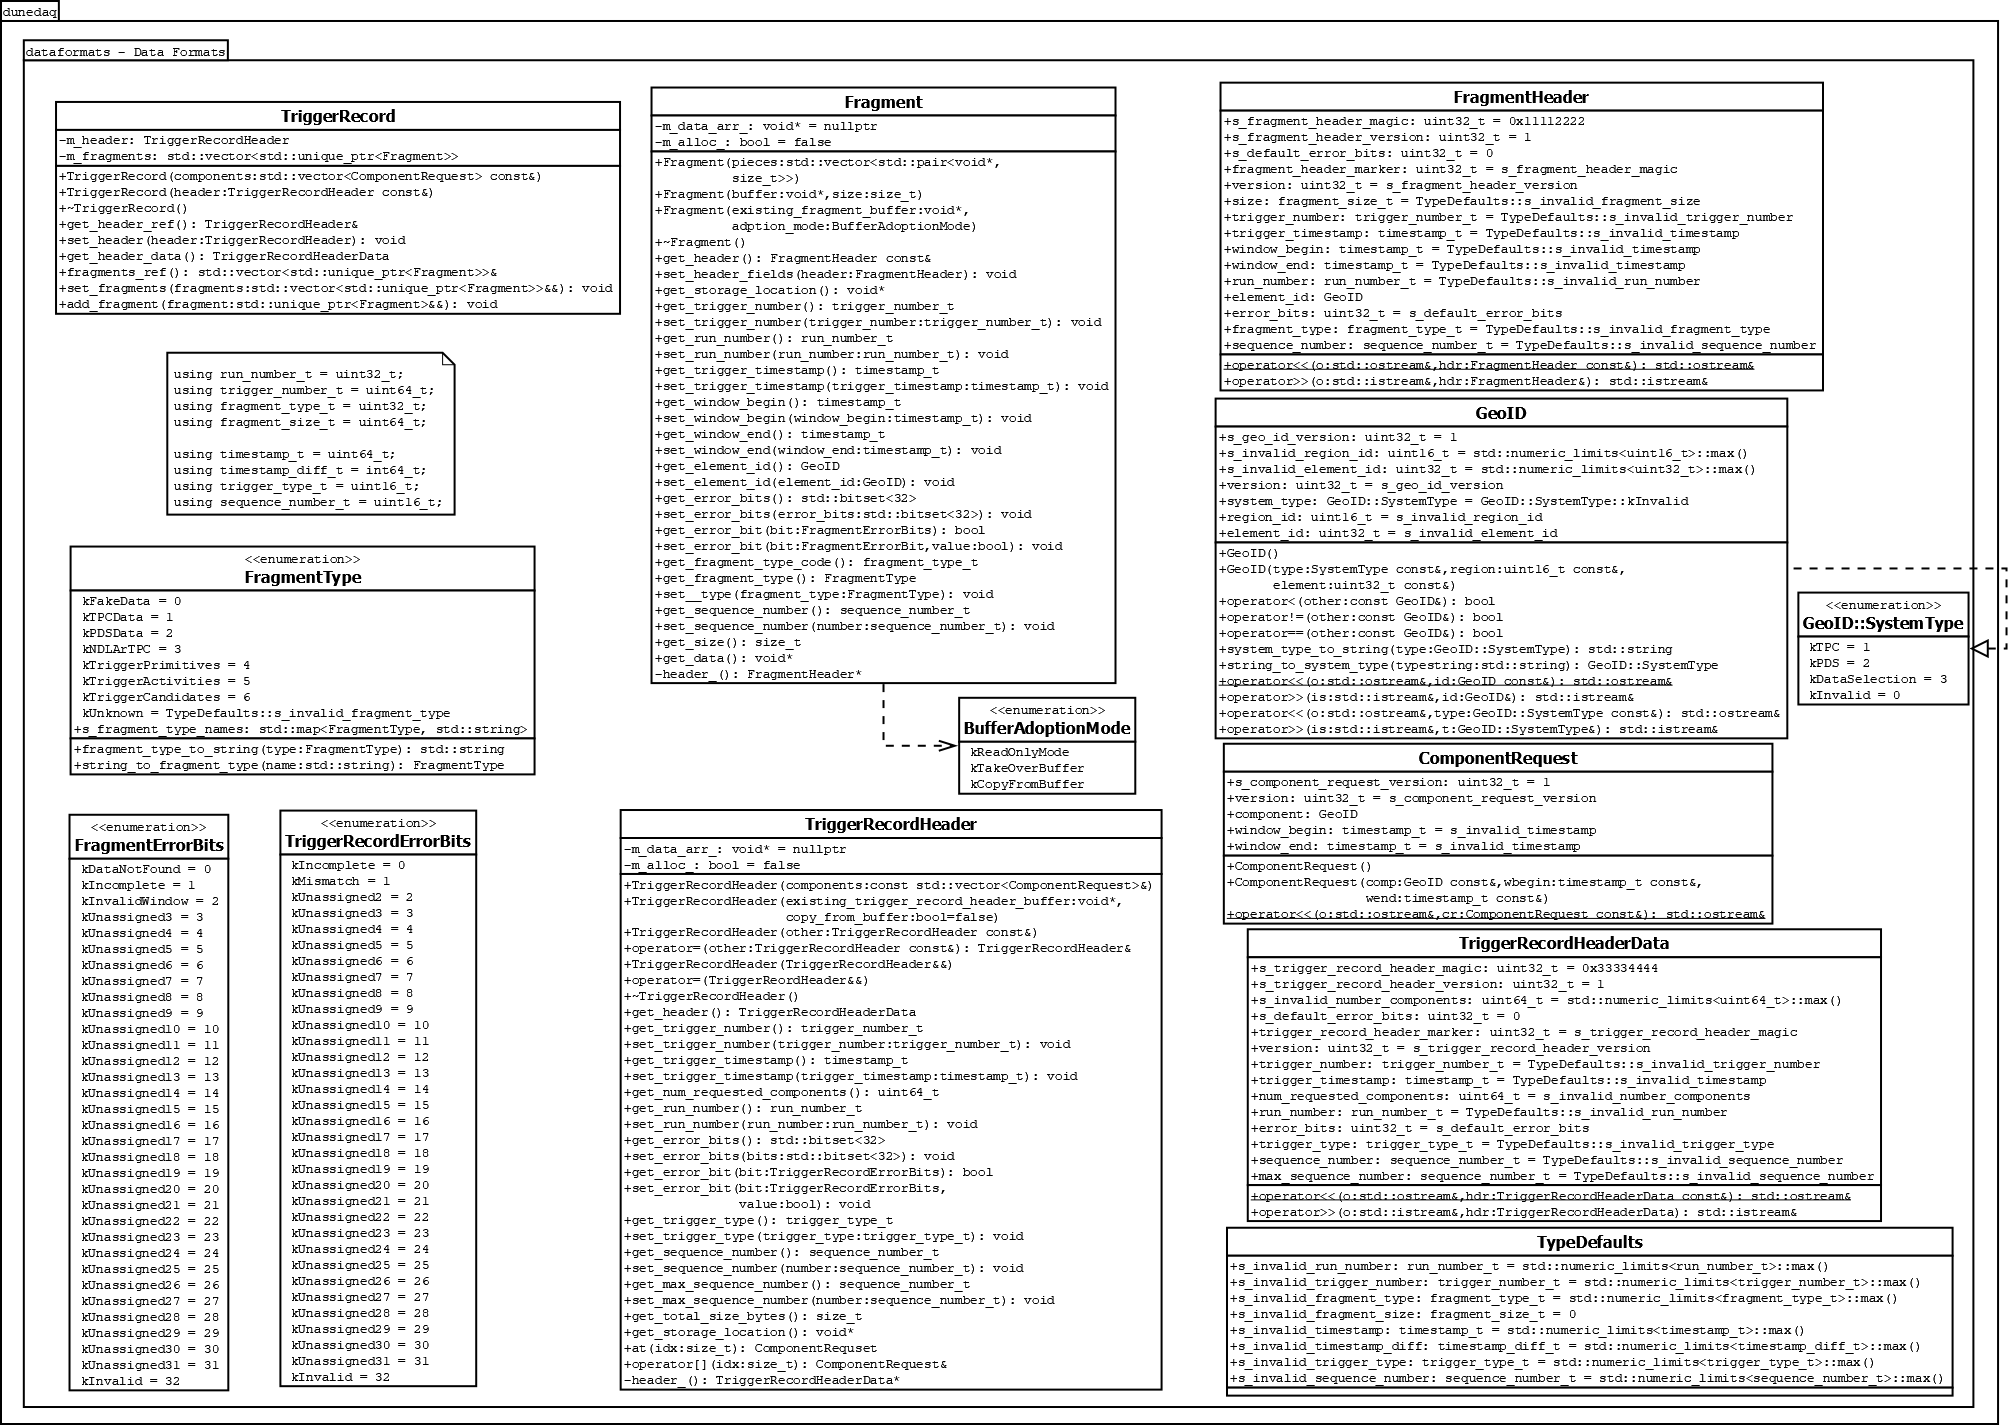 dunedaq
dataformats - Data Formats
TriggerRecord
-m_header: TriggerRecordHeader
-m_fragments: std::vector<std::unique_ptr<Fragment>>
+TriggerRecord(components:std::vector<ComponentRequest> const&)
+TriggerRecord(header:TriggerRecordHeader const&)
+~TriggerRecord()
+get_header_ref(): TriggerRecordHeader&
+set_header(header:TriggerRecordHeader): void
+get_header_data(): TriggerRecordHeaderData
+fragments_ref(): std::vector<std::unique_ptr<Fragment>>&
+set_fragments(fragments:std::vector<std::unique_ptr<Fragment>>&&): void
+add_fragment(fragment:std::unique_ptr<Fragment>&&): void
using run_number_t = uint32_t;
using trigger_number_t = uint64_t;
using fragment_type_t = uint32_t;
using fragment_size_t = uint64_t;
using timestamp_t = uint64_t;
using timestamp_diff_t = int64_t;
using trigger_type_t = uint16_t;
using sequence_number_t = uint16_t;
<<enumeration>>
FragmentType
kFakeData = 0
kTPCData = 1
kPDSData = 2
kNDLArTPC = 3
kTriggerPrimitives = 4
kTriggerActivities = 5
kTriggerCandidates = 6
kUnknown = TypeDefaults::s_invalid_fragment_type
+s_fragment_type_names: std::map<FragmentType, std::string>
+fragment_type_to_string(type:FragmentType): std::string
+string_to_fragment_type(name:std::string): FragmentType
<<enumeration>>
FragmentErrorBits
kDataNotFound = 0
kIncomplete = 1
kInvalidWindow = 2
kUnassigned3 = 3
kUnassigned4 = 4
kUnassigned5 = 5
kUnassigned6 = 6
kUnassigned7 = 7
kUnassigned8 = 8
kUnassigned9 = 9
kUnassigned10 = 10
kUnassigned11 = 11
kUnassigned12 = 12
kUnassigned13 = 13
kUnassigned14 = 14
kUnassigned15 = 15
kUnassigned16 = 16
kUnassigned17 = 17
kUnassigned18 = 18
kUnassigned19 = 19
kUnassigned20 = 20
kUnassigned21 = 21
kUnassigned22 = 22
kUnassigned23 = 23
kUnassigned24 = 24
kUnassigned25 = 25
kUnassigned26 = 26
kUnassigned27 = 27
kUnassigned28 = 28
kUnassigned29 = 29
kUnassigned30 = 30
kUnassigned31 = 31
kInvalid = 32
<<enumeration>>
TriggerRecordErrorBits
kIncomplete = 0
kMismatch = 1
kUnassigned2 = 2
kUnassigned3 = 3
kUnassigned4 = 4
kUnassigned5 = 5
kUnassigned6 = 6
kUnassigned7 = 7
kUnassigned8 = 8
kUnassigned9 = 9
kUnassigned10 = 10
kUnassigned11 = 11
kUnassigned12 = 12
kUnassigned13 = 13
kUnassigned14 = 14
kUnassigned15 = 15
kUnassigned16 = 16
kUnassigned17 = 17
kUnassigned18 = 18
kUnassigned19 = 19
kUnassigned20 = 20
kUnassigned21 = 21
kUnassigned22 = 22
kUnassigned23 = 23
kUnassigned24 = 24
kUnassigned25 = 25
kUnassigned26 = 26
kUnassigned27 = 27
kUnassigned28 = 28
kUnassigned29 = 29
kUnassigned30 = 30
kUnassigned31 = 31
kInvalid = 32
Fragment
-m_data_arr_: void* = nullptr
-m_alloc_: bool = false
+Fragment(pieces:std::vector<std::pair<void*,
size_t>>)
+Fragment(buffer:void*,size:size_t)
+Fragment(existing_fragment_buffer:void*,
adption_mode:BufferAdoptionMode)
+~Fragment()
+get_header(): FragmentHeader const&
+set_header_fields(header:FragmentHeader): void
+get_storage_location(): void*
+get_trigger_number(): trigger_number_t
+set_trigger_number(trigger_number:trigger_number_t): void
+get_run_number(): run_number_t
+set_run_number(run_number:run_number_t): void
+get_trigger_timestamp(): timestamp_t
+set_trigger_timestamp(trigger_timestamp:timestamp_t): void
+get_window_begin(): timestamp_t
+set_window_begin(window_begin:timestamp_t): void
+get_window_end(): timestamp_t
+set_window_end(window_end:timestamp_t): void
+get_element_id(): GeoID
+set_element_id(element_id:GeoID): void
+get_error_bits(): std::bitset<32>
+set_error_bits(error_bits:std::bitset<32>): void
+get_error_bit(bit:FragmentErrorBits): bool
+set_error_bit(bit:FragmentErrorBit,value:bool): void
+get_fragment_type_code(): fragment_type_t
+get_fragment_type(): FragmentType
+set__type(fragment_type:FragmentType): void
+get_sequence_number(): sequence_number_t
+set_sequence_number(number:sequence_number_t): void
+get_size(): size_t
+get_data(): void*
-header_(): FragmentHeader*
<<enumeration>>
BufferAdoptionMode
kReadOnlyMode
kTakeOverBuffer
kCopyFromBuffer
TriggerRecordHeader
-m_data_arr_: void* = nullptr
-m_alloc_: bool = false
+TriggerRecordHeader(components:const std::vector<ComponentRequest>&)
+TriggerRecordHeader(existing_trigger_record_header_buffer:void*,
copy_from_buffer:bool=false)
+TriggerRecordHeader(other:TriggerRecordHeader const&)
+operator=(other:TriggerRecordHeader const&): TriggerRecordHeader&
+TriggerRecordHeader(TriggerRecordHeader&&)
+operator=(TriggerReordHeader&&)
+~TriggerRecordHeader()
+get_header(): TriggerRecordHeaderData
+get_trigger_number(): trigger_number_t
+set_trigger_number(trigger_number:trigger_number_t): void
+get_trigger_timestamp(): timestamp_t
+set_trigger_timestamp(trigger_timestamp:timestamp_t): void
+get_num_requested_components(): uint64_t
+get_run_number(): run_number_t
+set_run_number(run_number:run_number_t): void
+get_error_bits(): std::bitset<32>
+set_error_bits(bits:std::bitset<32>): void
+get_error_bit(bit:TriggerRecordErrorBits): bool
+set_error_bit(bit:TriggerRecordErrorBits,
value:bool): void
+get_trigger_type(): trigger_type_t
+set_trigger_type(trigger_type:trigger_type_t): void
+get_sequence_number(): sequence_number_t
+set_sequence_number(number:sequence_number_t): void
+get_max_sequence_number(): sequence_number_t
+set_max_sequence_number(number:sequence_number_t): void
+get_total_size_bytes(): size_t
+get_storage_location(): void*
+at(idx:size_t): ComponentRequset
+operator[](idx:size_t): ComponentRequest&
-header_(): TriggerRecordHeaderData*
FragmentHeader
+s_fragment_header_magic: uint32_t = 0x11112222
+s_fragment_header_version: uint32_t = 1
+s_default_error_bits: uint32_t = 0
+fragment_header_marker: uint32_t = s_fragment_header_magic
+version: uint32_t = s_fragment_header_version
+size: fragment_size_t = TypeDefaults::s_invalid_fragment_size
+trigger_number: trigger_number_t = TypeDefaults::s_invalid_trigger_number
+trigger_timestamp: timestamp_t = TypeDefaults::s_invalid_timestamp
+window_begin: timestamp_t = TypeDefaults::s_invalid_timestamp
+window_end: timestamp_t = TypeDefaults::s_invalid_timestamp
+run_number: run_number_t = TypeDefaults::s_invalid_run_number
+element_id: GeoID
+error_bits: uint32_t = s_default_error_bits
+fragment_type: fragment_type_t = TypeDefaults::s_invalid_fragment_type
+sequence_number: sequence_number_t = TypeDefaults::s_invalid_sequence_number
+operator<<(o:std::ostream&,hdr:FragmentHeader const&): std::ostream&
+operator>>(o:std::istream&,hdr:FragmentHeader&): std::istream&
GeoID
+s_geo_id_version: uint32_t = 1
+s_invalid_region_id: uint16_t = std::numeric_limits<uint16_t>::max()
+s_invalid_element_id: uint32_t = std::numeric_limits<uint32_t>::max()
+version: uint32_t = s_geo_id_version
+system_type: GeoID::SystemType = GeoID::SystemType::kInvalid
+region_id: uint16_t = s_invalid_region_id
+element_id: uint32_t = s_invalid_element_id
+GeoID()
+GeoID(type:SystemType const&,region:uint16_t const&,
element:uint32_t const&)
+operator<(other:const GeoID&): bool
+operator!=(other:const GeoID&): bool
+operator==(other:const GeoID&): bool
+system_type_to_string(type:GeoID::SystemType): std::string
+string_to_system_type(typestring:std::string): GeoID::SystemType
+operator<<(o:std::ostream&,id:GeoID const&): std::ostream&
+operator>>(is:std::istream&,id:GeoID&): std::istream&
+operator<<(o:std::ostream&,type:GeoID::SystemType const&): std::ostream&
+operator>>(is:std::istream&,t:GeoID::SystemType&): std::istream&
<<enumeration>>
GeoID::SystemType
kTPC = 1
kPDS = 2
kDataSelection = 3
kInvalid = 0
ComponentRequest
+s_component_request_version: uint32_t = 1
+version: uint32_t = s_component_request_version
+component: GeoID
+window_begin: timestamp_t = s_invalid_timestamp
+window_end: timestamp_t = s_invalid_timestamp
+ComponentRequest()
+ComponentRequest(comp:GeoID const&,wbegin:timestamp_t const&,
wend:timestamp_t const&)
+operator<<(o:std::ostream&,cr:ComponentRequest const&): std::ostream&
TriggerRecordHeaderData
+s_trigger_record_header_magic: uint32_t = 0x33334444
+s_trigger_record_header_version: uint32_t = 1
+s_invalid_number_components: uint64_t = std::numeric_limits<uint64_t>::max()
+s_default_error_bits: uint32_t = 0
+trigger_record_header_marker: uint32_t = s_trigger_record_header_magic
+version: uint32_t = s_trigger_record_header_version
+trigger_number: trigger_number_t = TypeDefaults::s_invalid_trigger_number
+trigger_timestamp: timestamp_t = TypeDefaults::s_invalid_timestamp
+num_requested_components: uint64_t = s_invalid_number_components
+run_number: run_number_t = TypeDefaults::s_invalid_run_number
+error_bits: uint32_t = s_default_error_bits
+trigger_type: trigger_type_t = TypeDefaults::s_invalid_trigger_type
+sequence_number: sequence_number_t = TypeDefaults::s_invalid_sequence_number
+max_sequence_number: sequence_number_t = TypeDefaults::s_invalid_sequence_number
+operator<<(o:std::ostream&,hdr:TriggerRecordHeaderData const&): std::ostream&
+operator>>(o:std::istream&,hdr:TriggerRecordHeaderData): std::istream&
TypeDefaults
+s_invalid_run_number: run_number_t = std::numeric_limits<run_number_t>::max()
+s_invalid_trigger_number: trigger_number_t = std::numeric_limits<trigger_number_t>::max()
+s_invalid_fragment_type: fragment_type_t = std::numeric_limits<fragment_type_t>::max()
+s_invalid_fragment_size: fragment_size_t = 0
+s_invalid_timestamp: timestamp_t = std::numeric_limits<timestamp_t>::max()
+s_invalid_timestamp_diff: timestamp_diff_t = std::numeric_limits<timestamp_diff_t>::max()
+s_invalid_trigger_type: trigger_type_t = std::numeric_limits<trigger_type_t>::max()
+s_invalid_sequence_number: sequence_number_t = std::numeric_limits<sequence_number_t>::max()